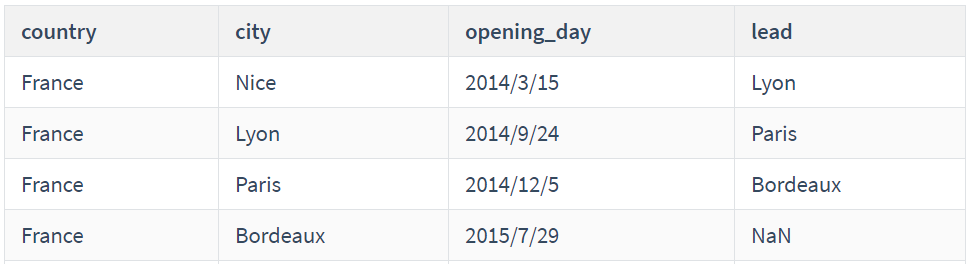 country city opening_day lead
France Nice 2014/3/15 Lyon
France Lyon 2014/9/24 Paris
France Paris 2014/12/5 Bordeaux
France Bordeaux 2015/7/29 NaN